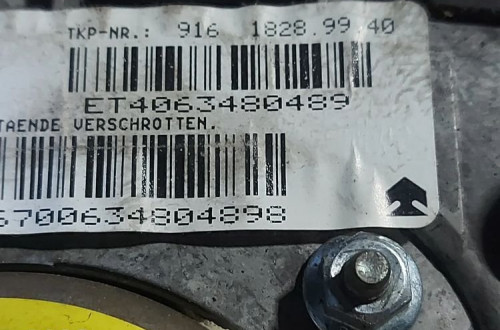 TKP-NR.: 916 1828.99.40
ET4063480489
TAENDE VERSCHROTTEN.
6700634804898